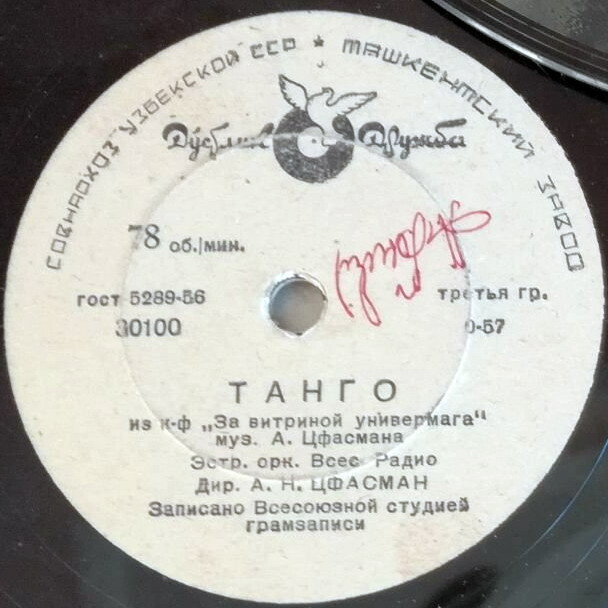 СОВНАРХОЗ УЗБЕКСКОЙ ССР ★ ТАШКЕНТСКИЙ ЗАВОД
Дӯстлик Дружба
78 об./мин.
гост 5289-56
третья гр.
30100
0-57
ТАНГО
из к-ф „За витриной универмага“
муз. А. Цфасмана
Эстр. орк. Всес. Радио
Дир. А. Н. ЦФАСМАН
Записано Всесоюзной студией
грамзаписи